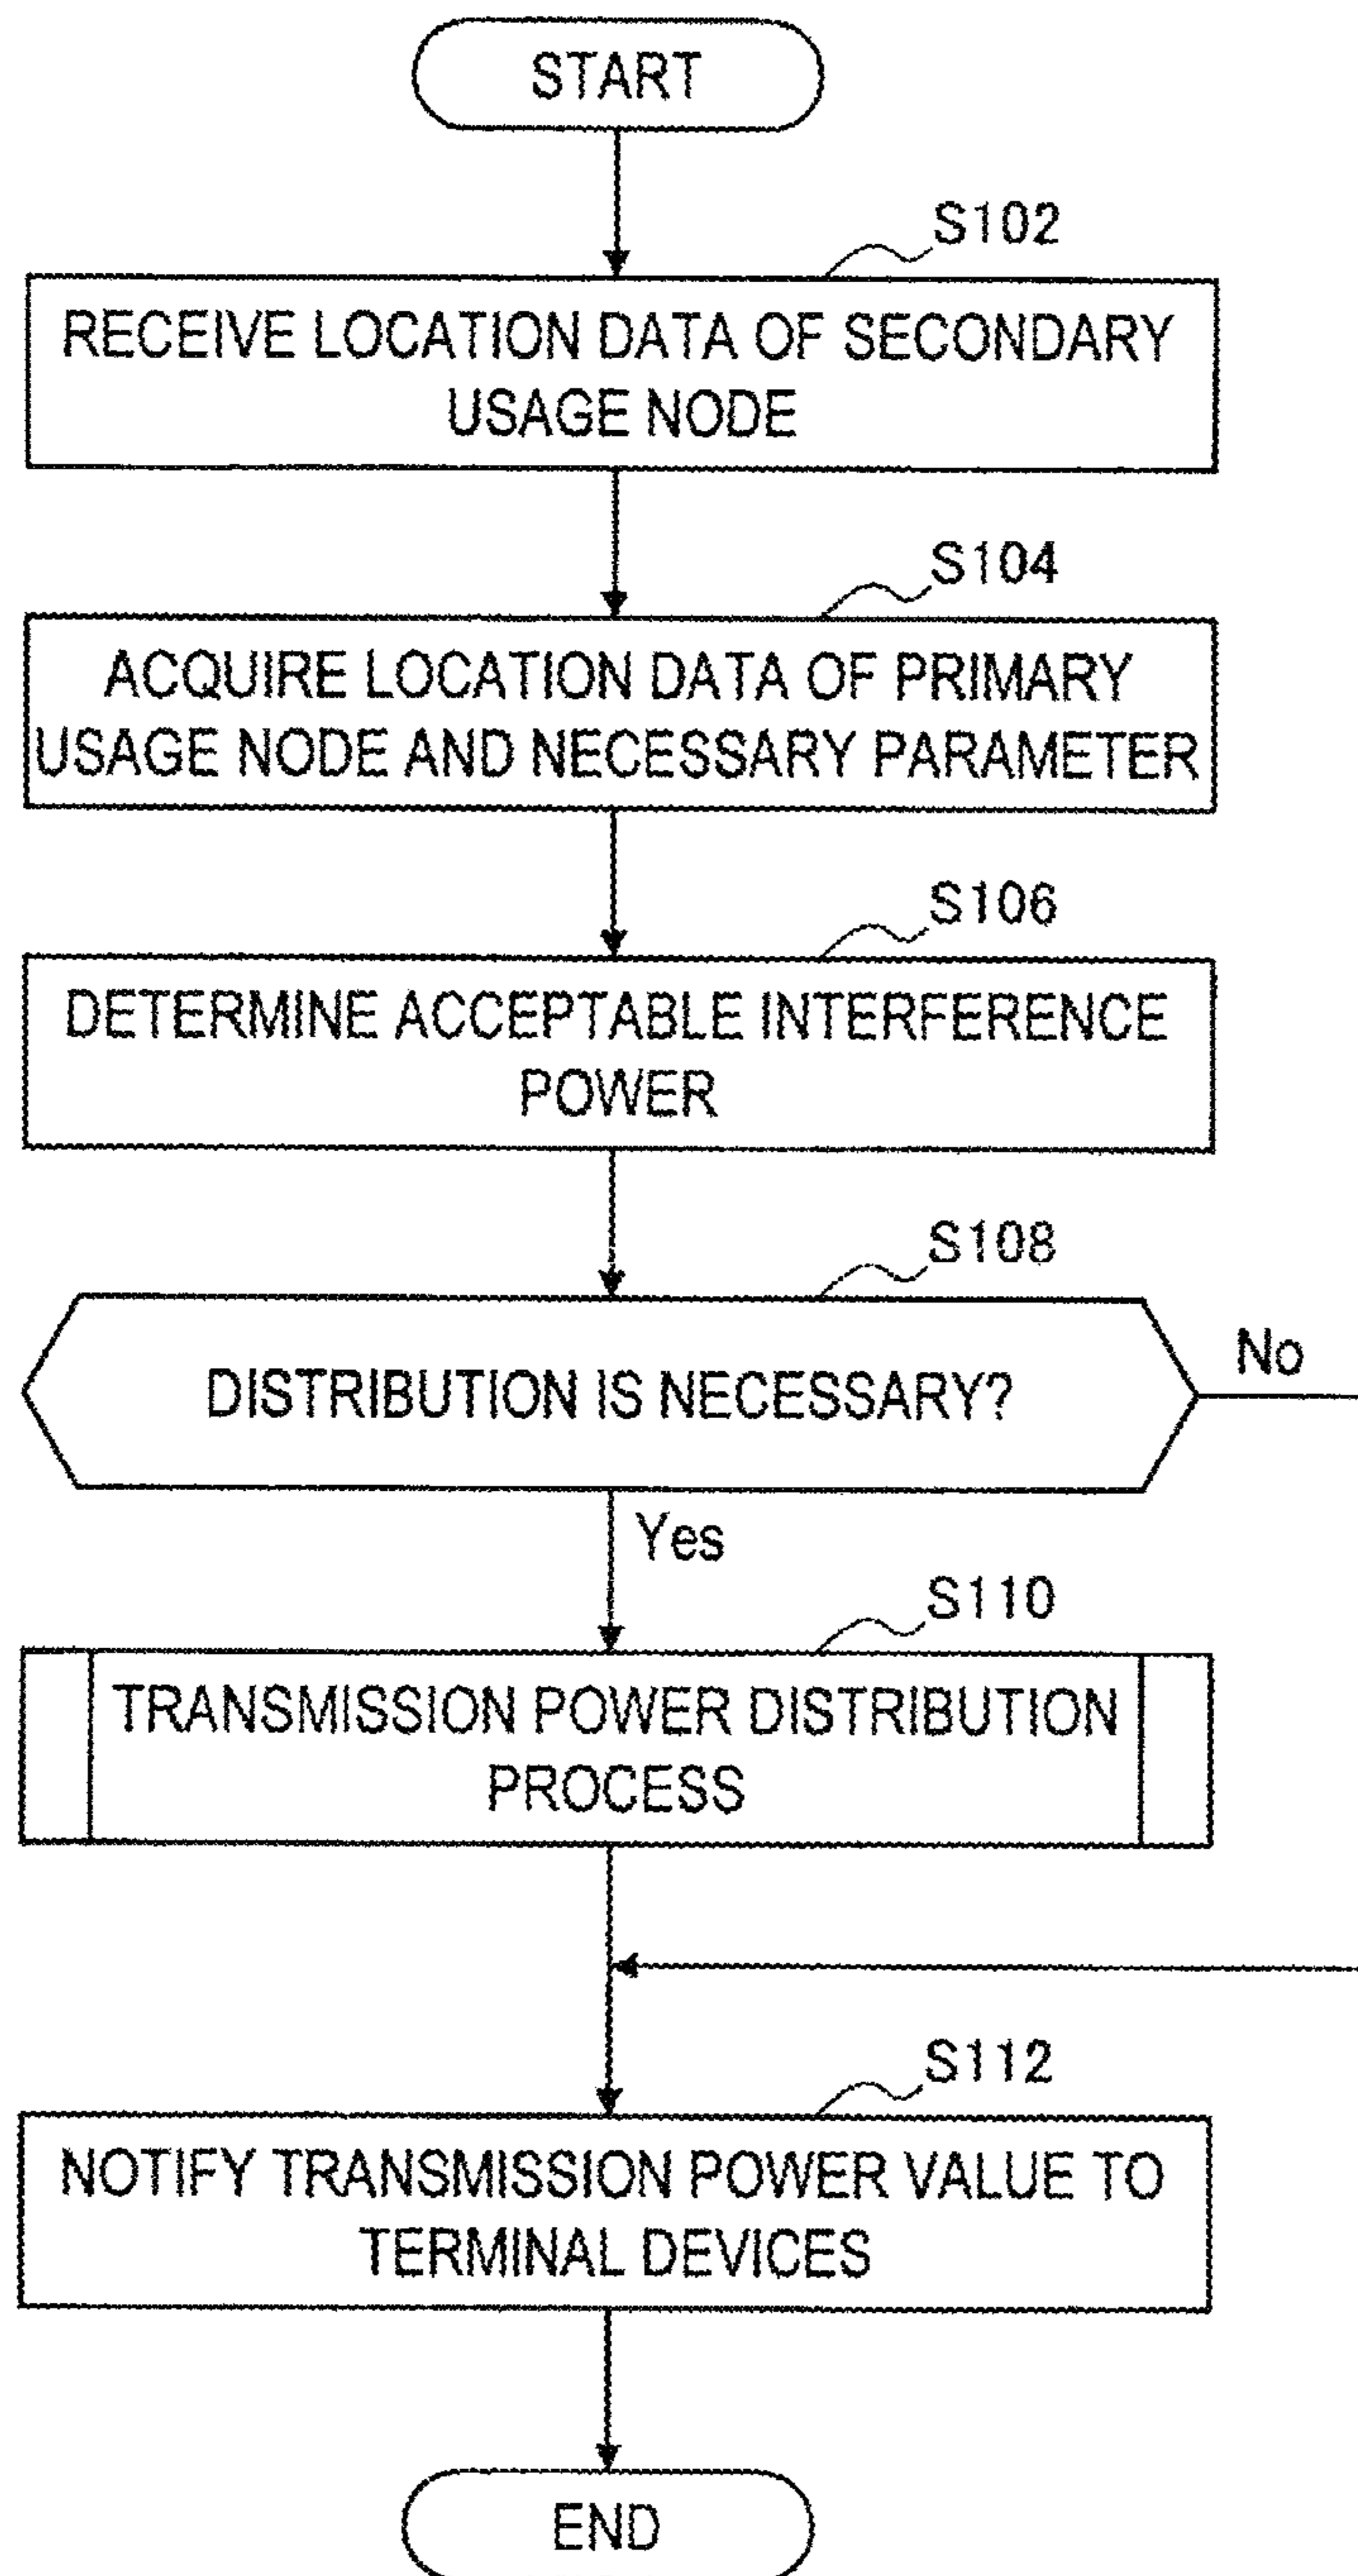 START
S102
RECEIVE LOCATION DATA OF SECONDARY
USAGE NODE
S104
ACQUIRE LOCATION DATA OF PRIMARY
USAGE NODE AND NECESSARY PARAMETER
S106
DETERMINE ACCEPTABLE INTERFERENCE
POWER
S108
DISTRIBUTION IS NECESSARY?
No
Yes
S110
TRANSMISSION POWER DISTRIBUTION
PROCESS
S112
NOTIFY TRANSMISSION POWER VALUE TO
TERMINAL DEVICES
END